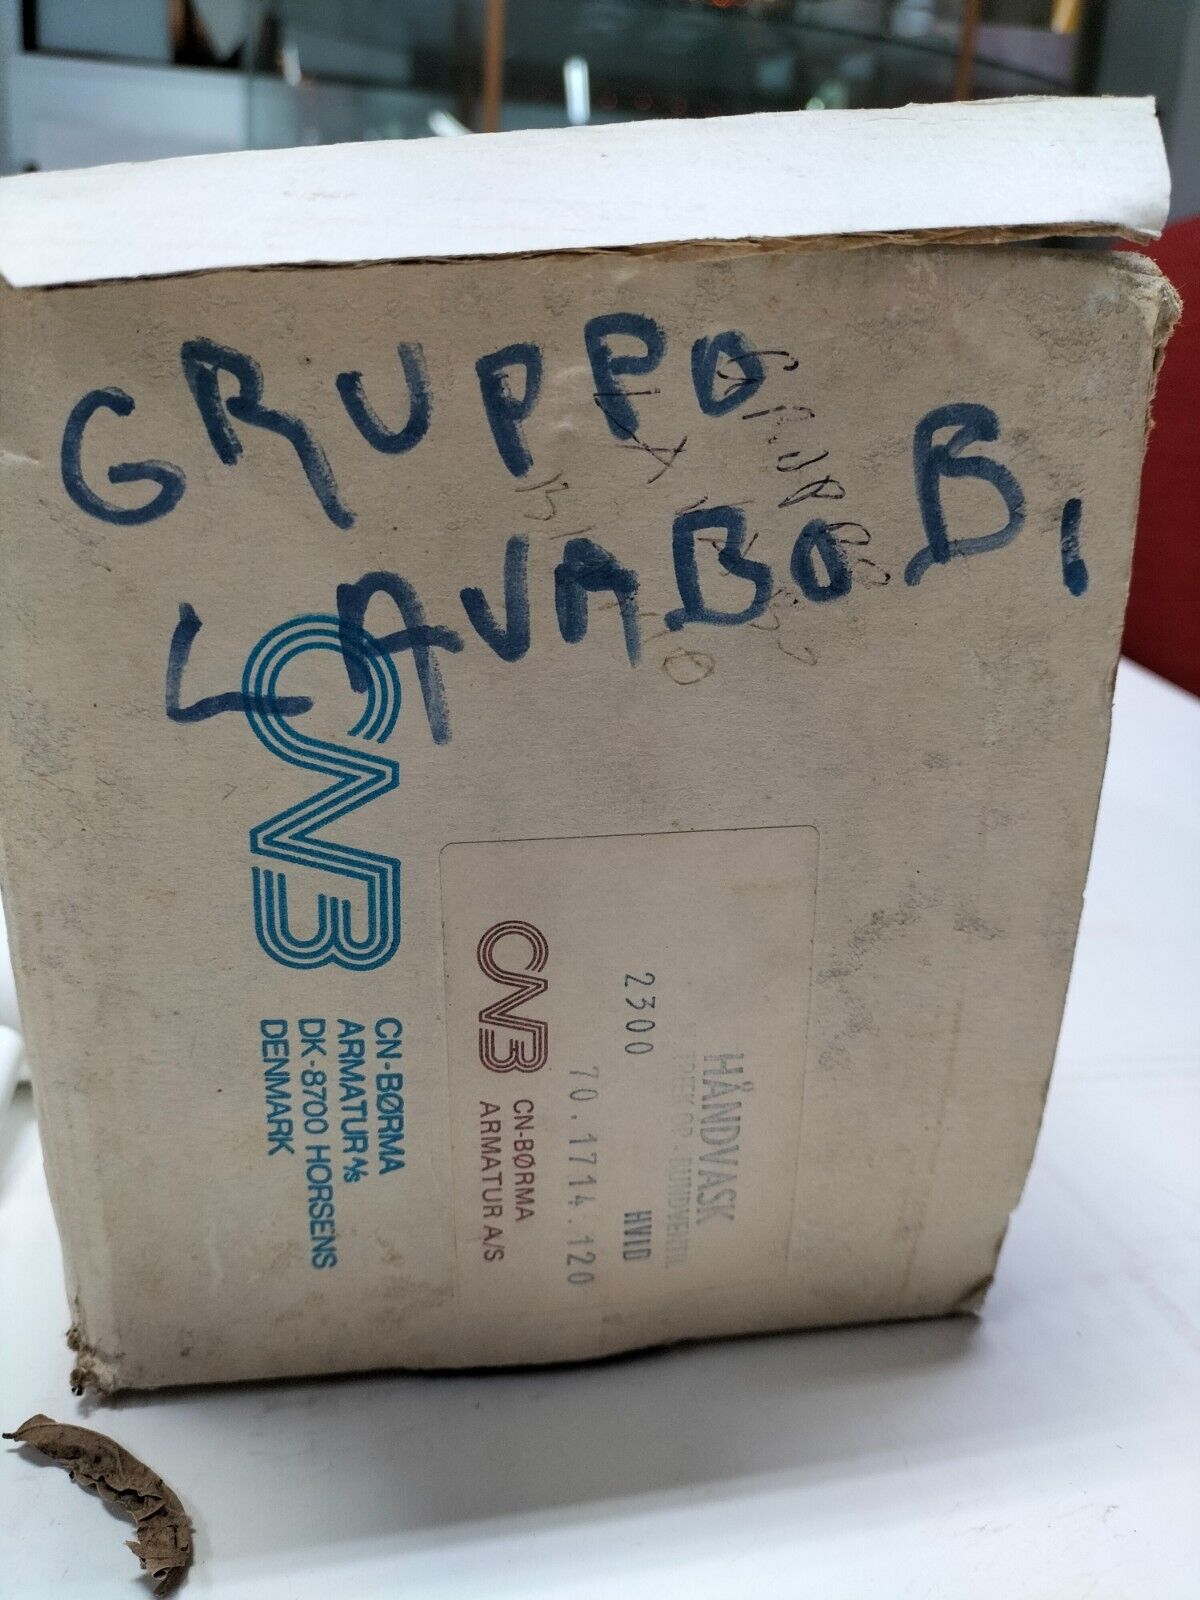 GRUPPO
LAVABO BI
CNB
CN-BØRMA
ARMATUR A/S
DK-8700 HORSENS
DENMARK
CNB
CN-BØRMA
ARMATUR A/S
70.1714.120
2300 HVID
HÅNDVASK